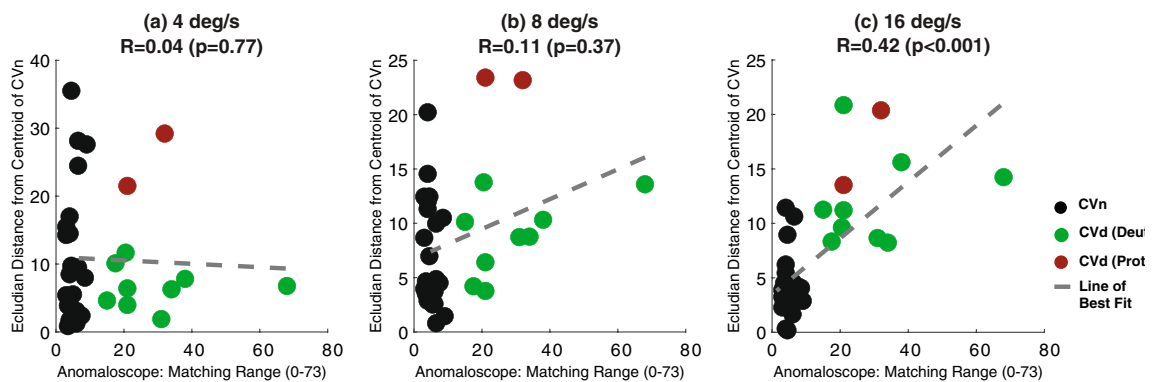 (a) 4 deg/s
R=0.04 (p=0.77)
Ecludian Distance from Centroid of CVn
40
30
20
10
0
0 20 40 60 80
Anomaloscope: Matching Range (0-73)
(b) 8 deg/s
R=0.11 (p=0.37)
Ecludian Distance from Centroid of CVn
25
20
15
10
5
0
0 20 40 60 80
Anomaloscope: Matching Range (0-73)
(c) 16 deg/s
R=0.42 (p<0.001)
Ecludian Distance from Centroid of CVn
25
20
15
10
5
0
0 20 40 60 80
Anomaloscope: Matching Range (0-73)
CVn
CVd (Deut
CVd (Prot
Line of
Best Fit